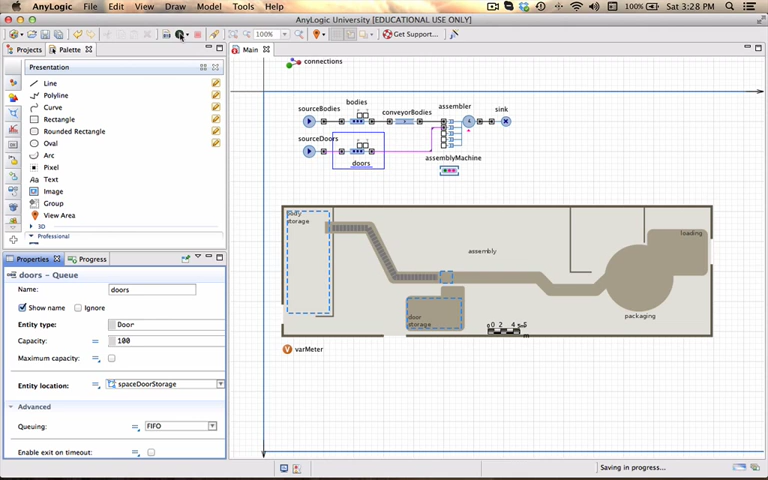 AnyLogic File Edit View Draw Model Tools Help 100% Sat 3:28 PM
AnyLogic University [EDUCATIONAL USE ONLY]
100% Get Support...
Projects Palette Main
Presentation
Line
Polyline
Curve
Rectangle
Rounded Rectangle
Oval
Arc
Pixel
Text
Image
Group
View Area
3D
Professional
Properties Progress
doors – Queue
Name: doors
Show name Ignore
Entity type: Door
Capacity: 100
Maximum capacity:
Entity location: spaceDoorStorage
Advanced
Queuing: FIFO
Enable exit on timeout:
connections
sourceBodies bodies conveyorBodies assembler sink
sourceDoors
doors
assemblyMachine
body
storage
assembly
loading
door
storage
packaging
0 2 4
m
varMeter
Saving in progress...